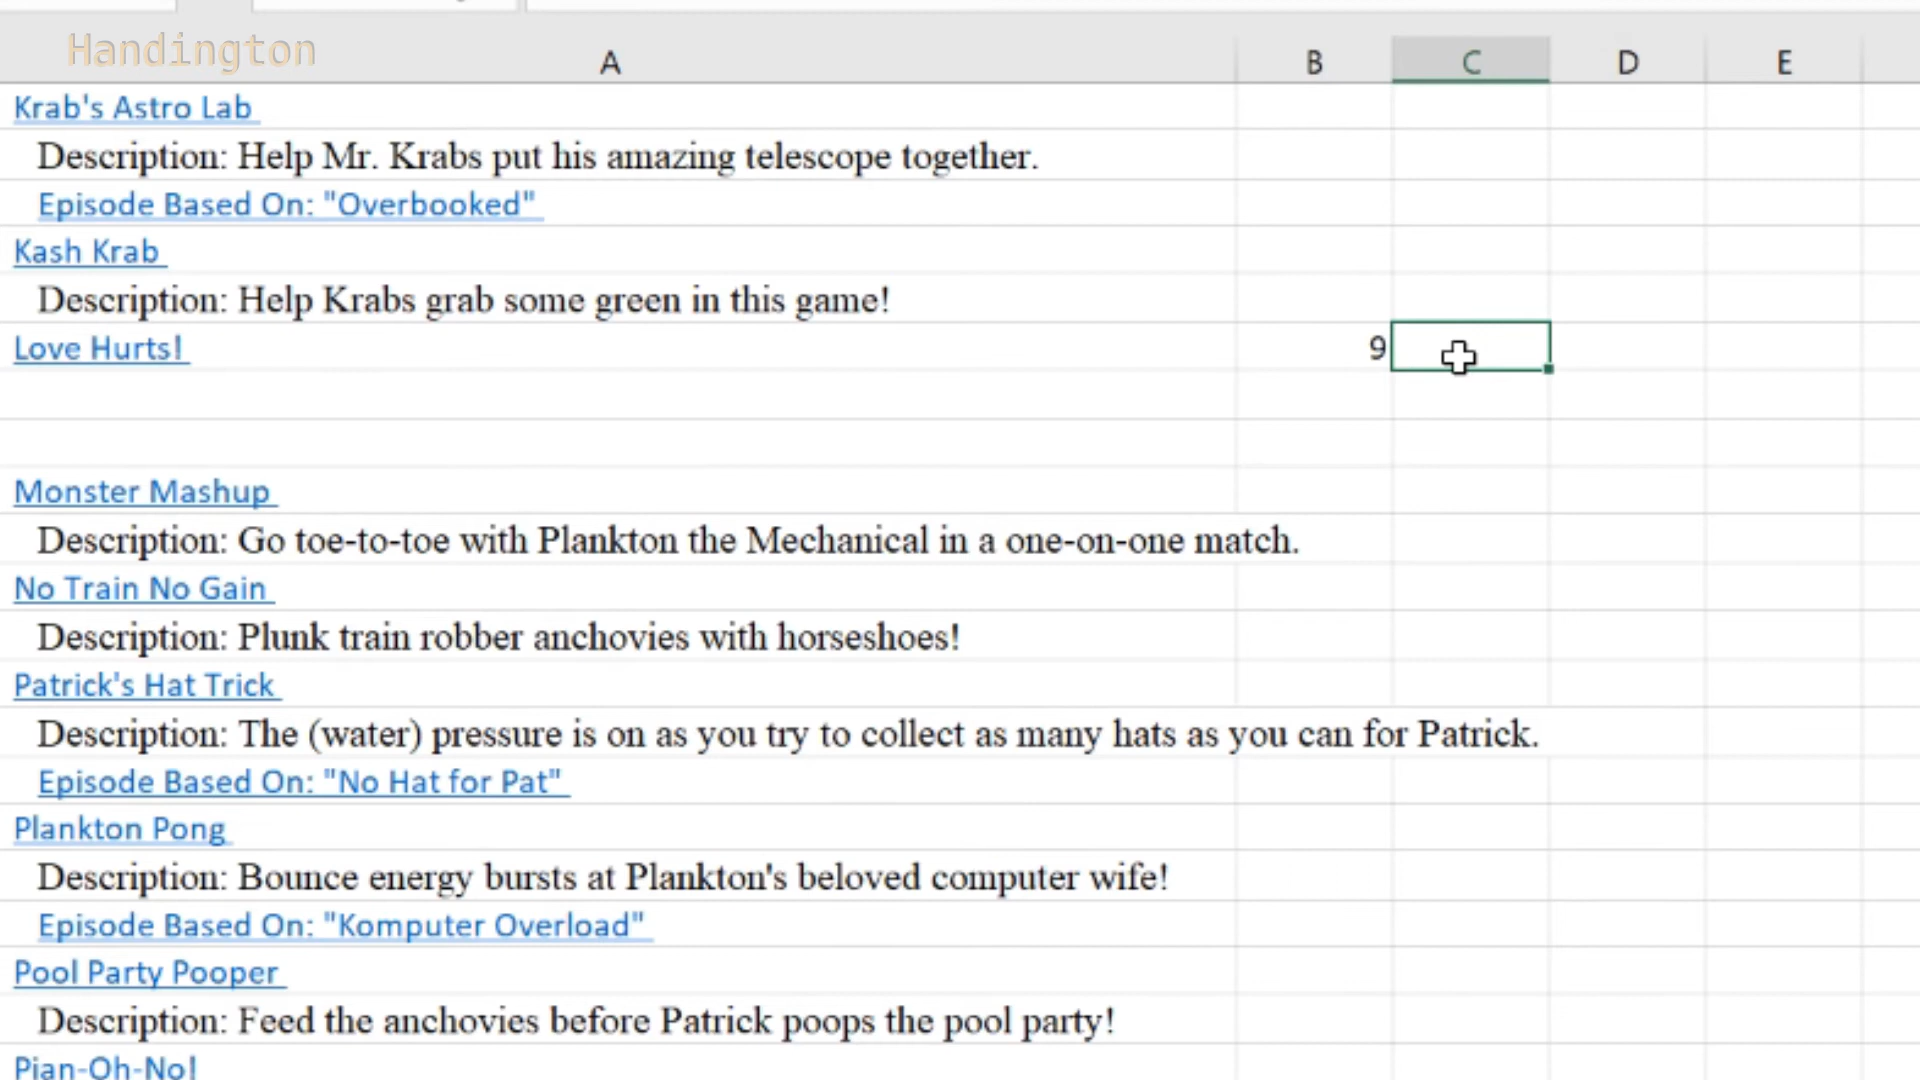 Handington
A B C D E
Krab's Astro Lab
Description: Help Mr. Krabs put his amazing telescope together.
Episode Based On: "Overbooked"
Kash Krab
Description: Help Krabs grab some green in this game!
Love Hurts! 9
Monster Mashup
Description: Go toe-to-toe with Plankton the Mechanical in a one-on-one match.
No Train No Gain
Description: Plunk train robber anchovies with horseshoes!
Patrick's Hat Trick
Description: The (water) pressure is on as you try to collect as many hats as you can for Patrick.
Episode Based On: "No Hat for Pat"
Plankton Pong
Description: Bounce energy bursts at Plankton's beloved computer wife!
Episode Based On: "Komputer Overload"
Pool Party Pooper
Description: Feed the anchovies before Patrick poops the pool party!
Pian-Oh-No!